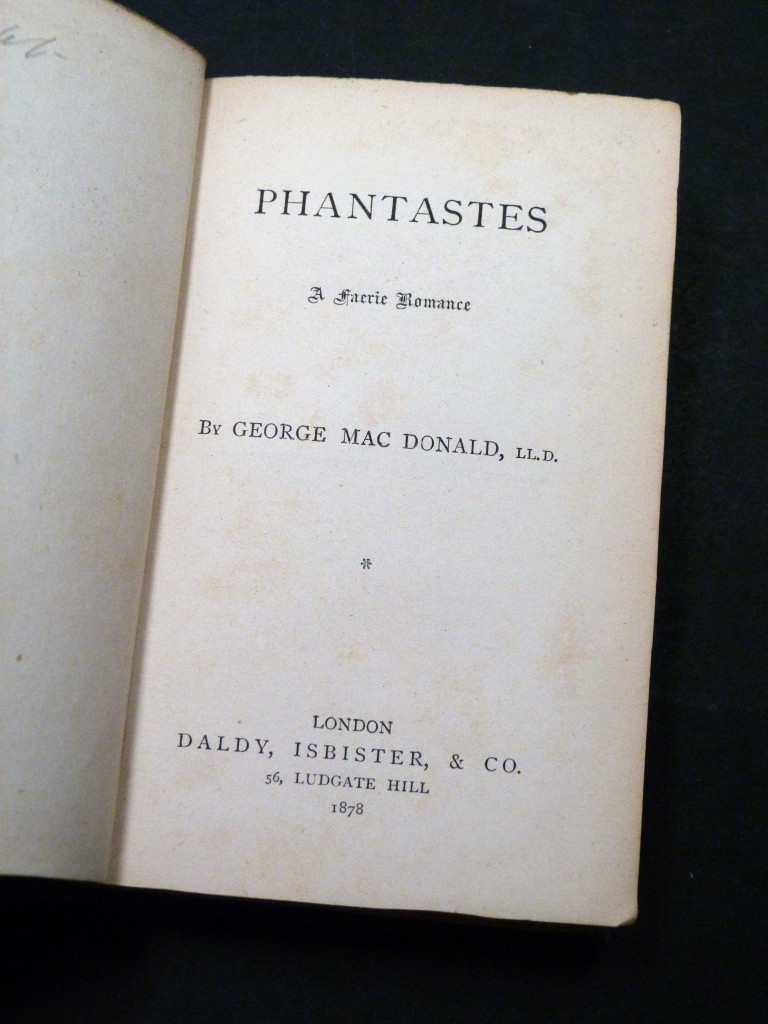 PHANTASTES
A Faerie Romance
BY GEORGE MAC DONALD, LL.D.
*
LONDON
DALDY, ISBISTER, & CO.
56, LUDGATE HILL
1878